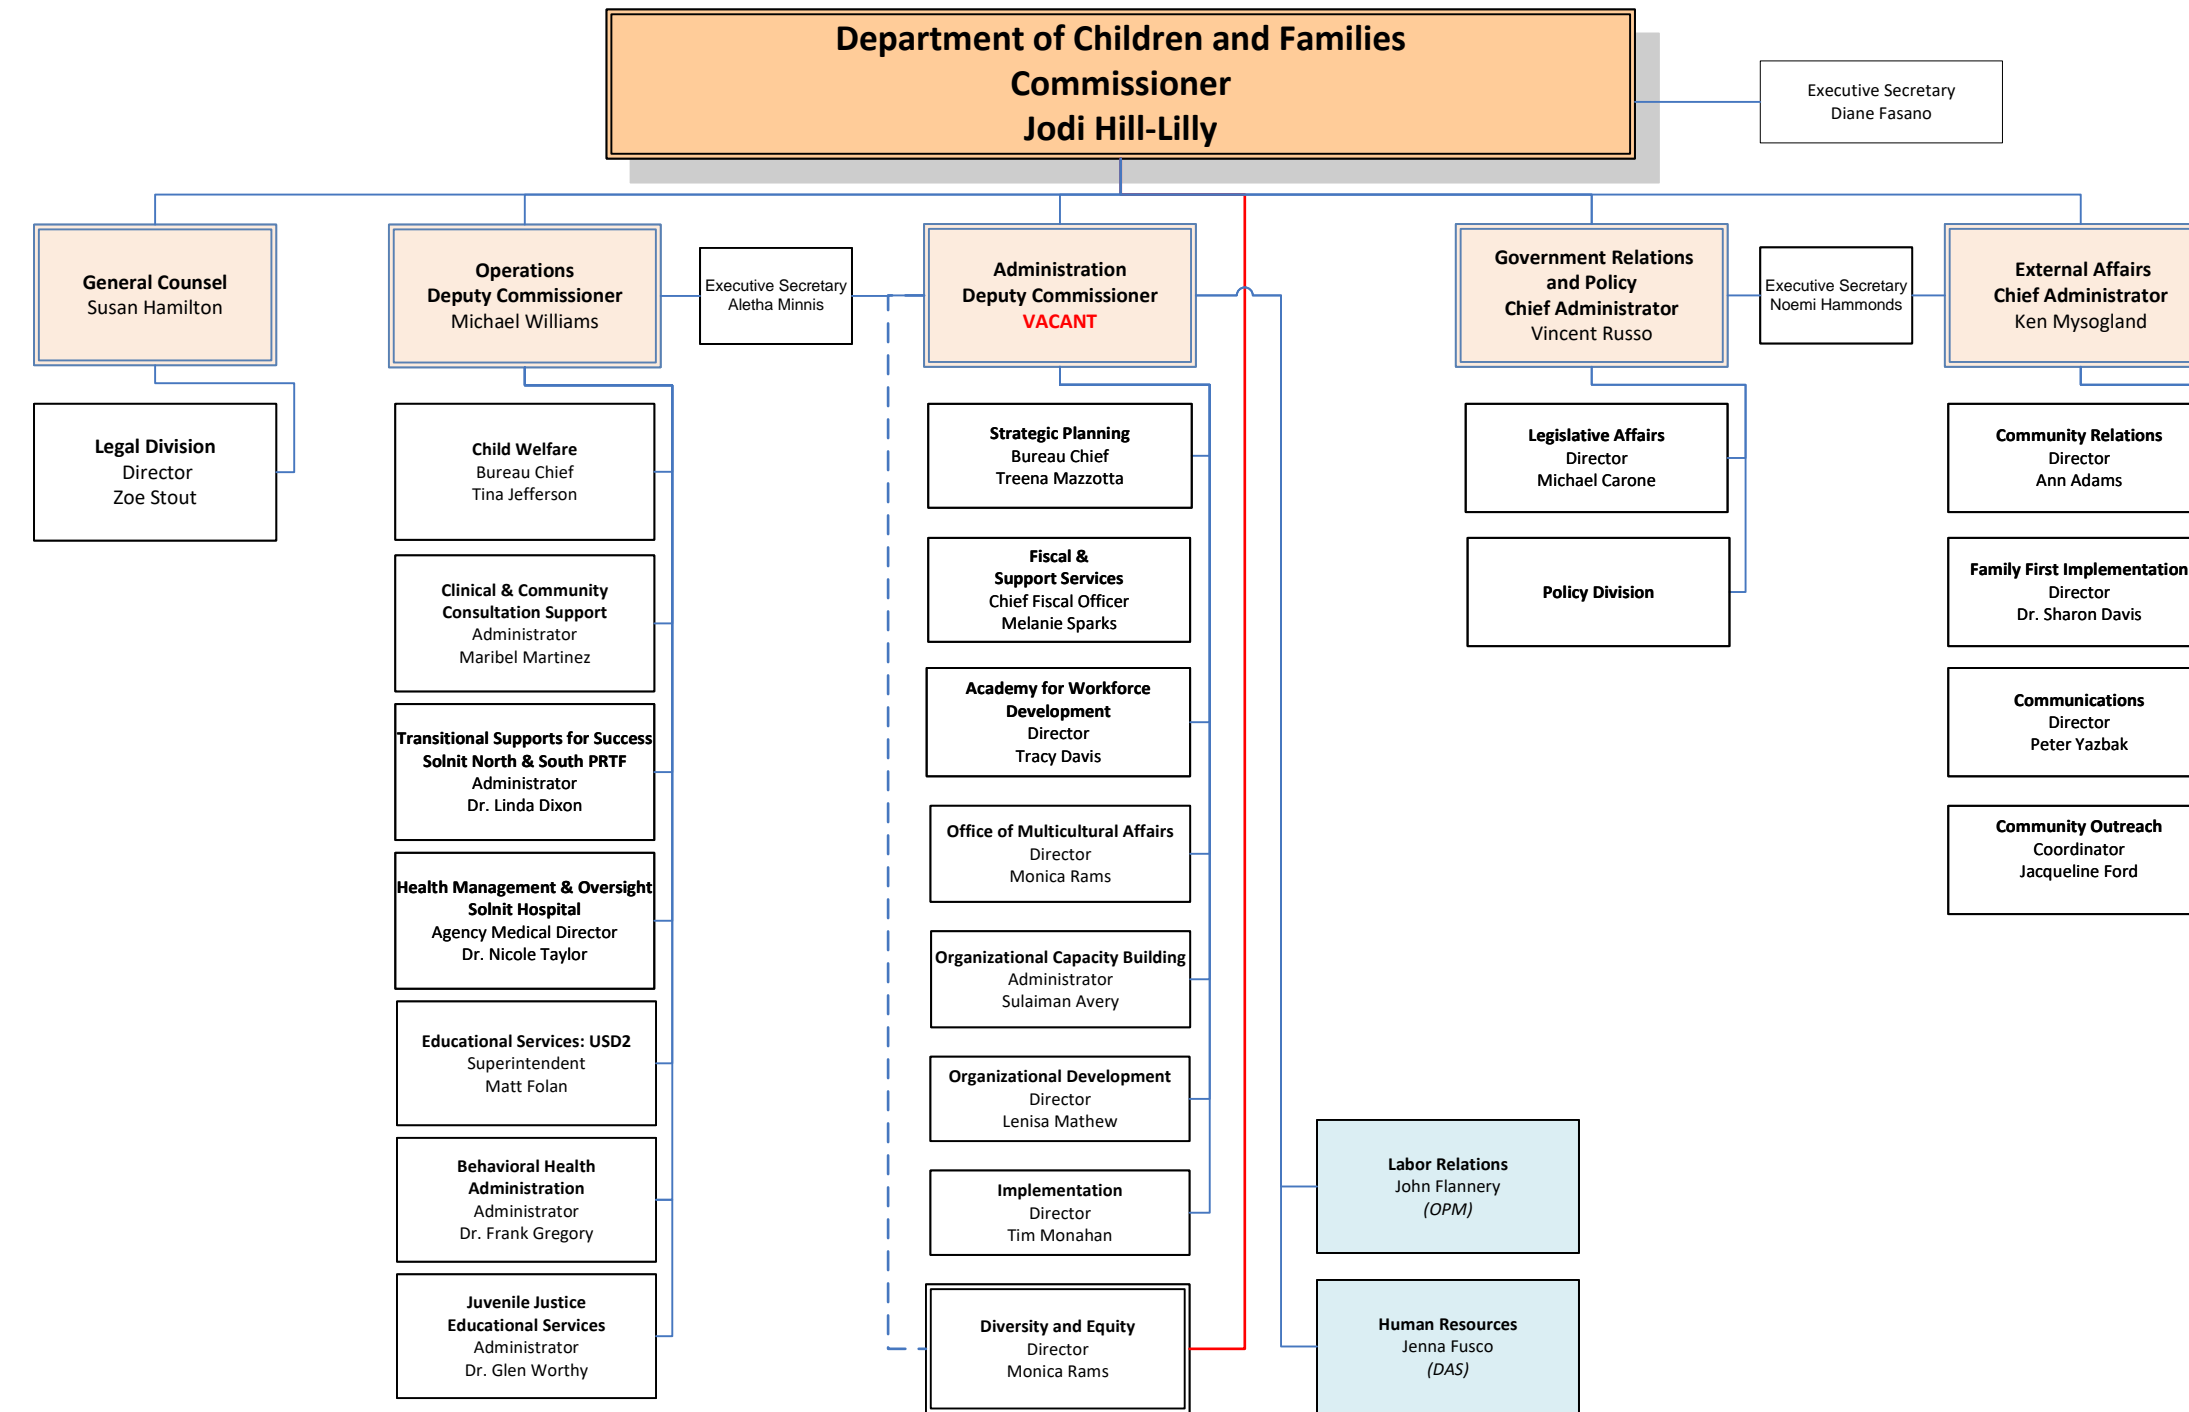 Department of Children and Families
Commissioner
Jodi Hill-Lilly
Executive Secretary
Diane Fasano
General Counsel
Susan Hamilton
Operations
Deputy Commissioner
Michael Williams
Executive Secretary
Aletha Minnis
Administration
Deputy Commissioner
VACANT
Government Relations
and Policy
Chief Administrator
Vincent Russo
Executive Secretary
Noemi Hammonds
External Affairs
Chief Administrator
Ken Mysogland
Legal Division
Director
Zoe Stout
Child Welfare
Bureau Chief
Tina Jefferson
Clinical & Community
Consultation Support
Administrator
Maribel Martinez
Transitional Supports for Success
Solnit North & South PRTF
Administrator
Dr. Linda Dixon
Health Management & Oversight
Solnit Hospital
Agency Medical Director
Dr. Nicole Taylor
Educational Services: USD2
Superintendent
Matt Folan
Behavioral Health
Administration
Administrator
Dr. Frank Gregory
Juvenile Justice
Educational Services
Administrator
Dr. Glen Worthy
Strategic Planning
Bureau Chief
Treena Mazzotta
Fiscal &
Support Services
Chief Fiscal Officer
Melanie Sparks
Academy for Workforce
Development
Director
Tracy Davis
Office of Multicultural Affairs
Director
Monica Rams
Organizational Capacity Building
Administrator
Sulaiman Avery
Organizational Development
Director
Lenisa Mathew
Implementation
Director
Tim Monahan
Diversity and Equity
Director
Monica Rams
Labor Relations
John Flannery
(OPM)
Human Resources
Jenna Fusco
(DAS)
Legislative Affairs
Director
Michael Carone
Policy Division
Community Relations
Director
Ann Adams
Family First Implementation
Director
Dr. Sharon Davis
Communications
Director
Peter Yazbak
Community Outreach
Coordinator
Jacqueline Ford